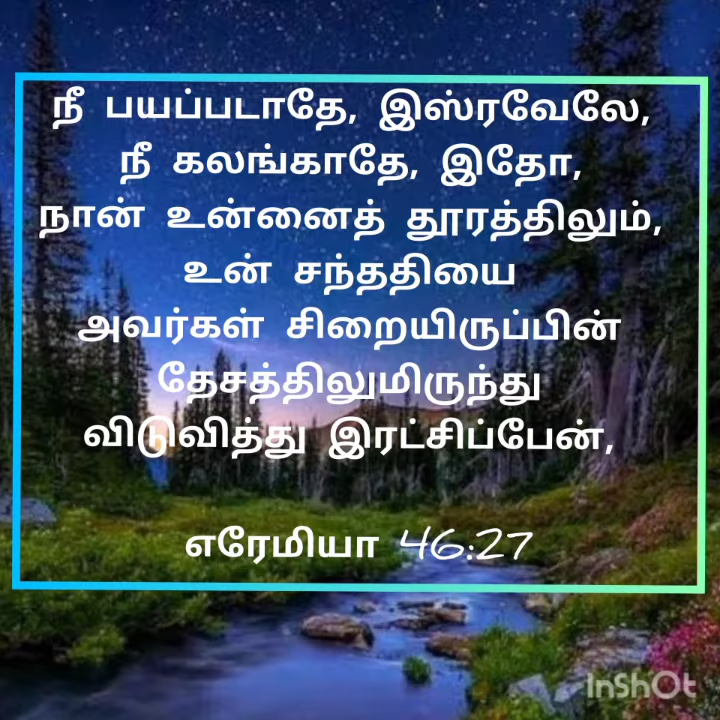 நீ பயப்படாதே, இஸ்ரவேலே,
நீ கலங்காதே, இதோ,
நான் உன்னைத் தூரத்திலும்,
உன் சந்ததியை
அவர்கள் சிறையிருப்பின்
தேசத்திலுமிருந்து
விடுவித்து இரட்சிப்பேன்,
எரேமியா 46:27
InShOt